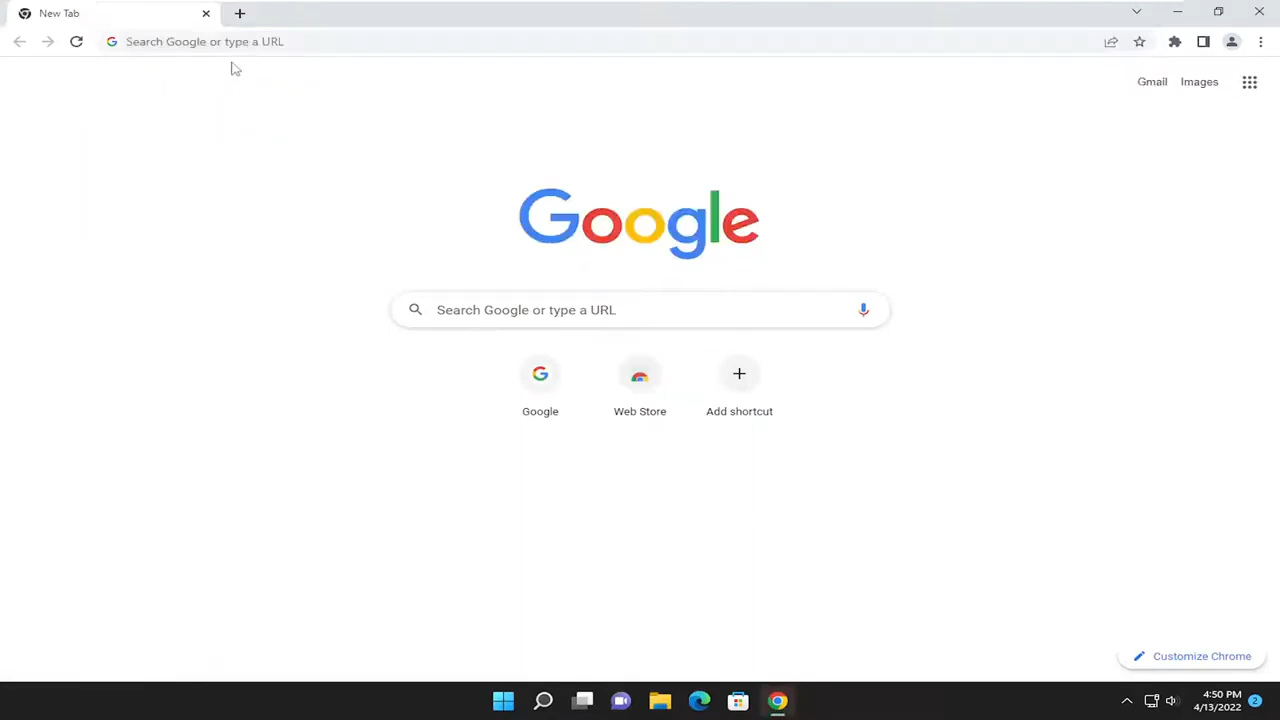 New Tab
Search Google or type a URL
Gmail Images
Google
Search Google or type a URL
Google Web Store Add shortcut
Customize Chrome
4:50 PM
4/13/2022 2